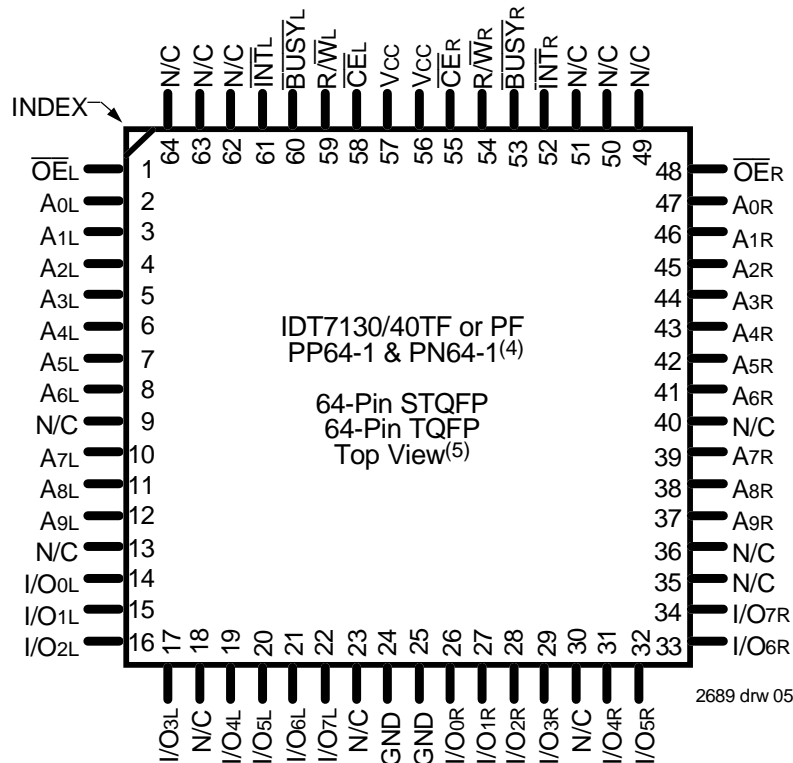 N/C
N/C
N/C
INTL
BUSYL
R/WL
CEL
VCC
VCC
CER
R/WR
BUSYR
INTR
N/C
N/C
N/C
INDEX
64
63
62
61
60
59
58
57
56
55
54
53
52
51
50
49
OEL 1
A0L 2
A1L 3
A2L 4
A3L 5
A4L 6
A5L 7
A6L 8
N/C 9
A7L 10
A8L 11
A9L 12
N/C 13
I/O0L 14
I/O1L 15
I/O2L 16
IDT7130/40TF or PF
PP64-1 & PN64-1(4)
64-Pin STQFP
64-Pin TQFP
Top View(5)
48 OER
47 A0R
46 A1R
45 A2R
44 A3R
43 A4R
42 A5R
41 A6R
40 N/C
39 A7R
38 A8R
37 A9R
36 N/C
35 N/C
34 I/O7R
33 I/O6R
17
18
19
20
21
22
23
24
25
26
27
28
29
30
31
32
I/O3L
N/C
I/O4L
I/O5L
I/O6L
I/O7L
N/C
GND
GND
I/O0R
I/O1R
I/O2R
I/O3R
N/C
I/O4R
I/O5R
2689 drw 05